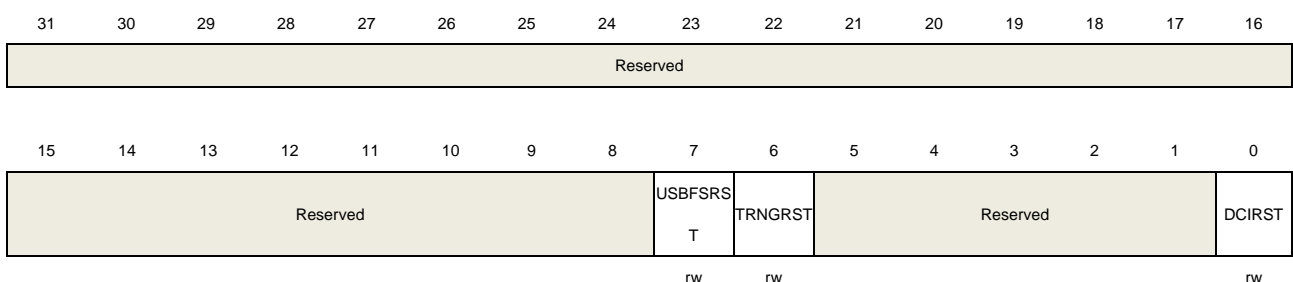 31 30 29 28 27 26 25 24 23 22 21 20 19 18 17 16
Reserved
15 14 13 12 11 10 9 8 7 6 5 4 3 2 1 0
Reserved USBFSRS TRNGRST Reserved DCIRST
T
rw rw rw